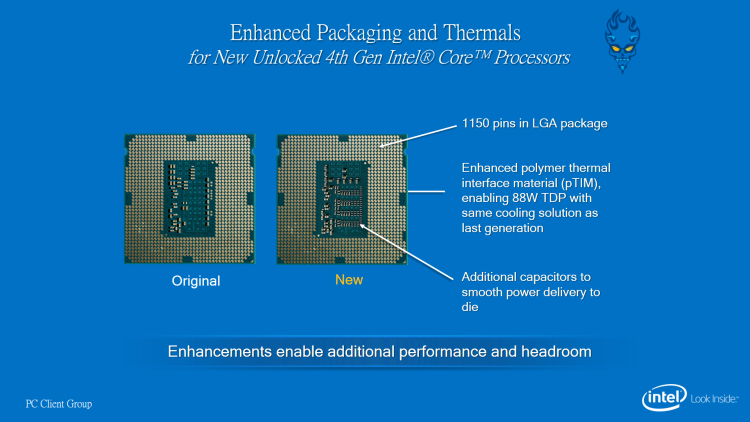 Enhanced Packaging and Thermals
for New Unlocked 4th Gen Intel® Core™ Processors
1150 pins in LGA package
Enhanced polymer thermal
interface material (pTIM),
enabling 88W TDP with
same cooling solution as
last generation
Additional capacitors to
smooth power delivery to
die
Original
New
Enhancements enable additional performance and headroom
PC Client Group
intel Look Inside.™